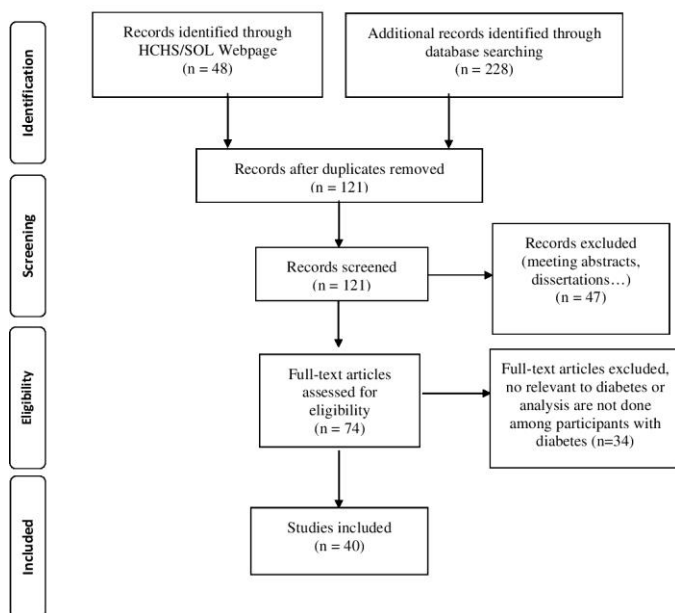 Identification
Records identified through
HCHS/SOL Webpage
(n = 48)
Additional records identified through
database searching
(n = 228)
Records after duplicates removed
(n = 121)
Screening
Records screened
(n = 121)
Records excluded
(meeting abstracts,
dissertations…)
(n = 47)
Eligibility
Full-text articles
assessed for
eligibility
(n = 74)
Full-text articles excluded,
no relevant to diabetes or
analysis are not done
among participants with
diabetes (n=34)
Included
Studies included
(n = 40)